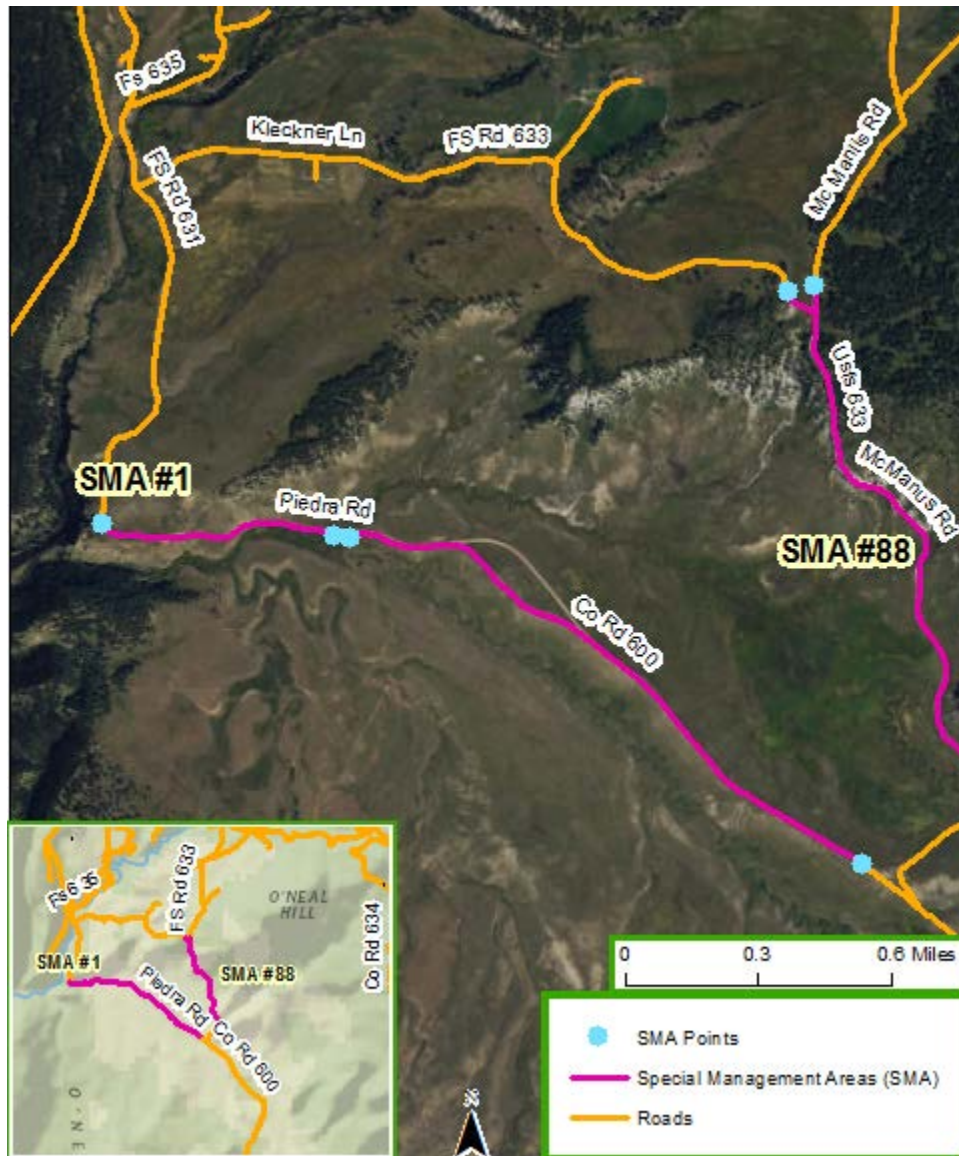 Fs 635
Kleckner Ln
FS Rd 633
Mc Manis Rd
FS Rd 631
Usfs 633
SMA #1
Piedra Rd
McManus Rd
SMA #88
Co Rd 600
Fs 635
FS Rd 633
O'NEAL
HILL
Co Rd 634
SMA #1
SMA #88
Piedra Rd
Co Rd 600
O'NE
0 0.3 0.6 Miles
SMA Points
Special Management Areas (SMA)
Roads
N